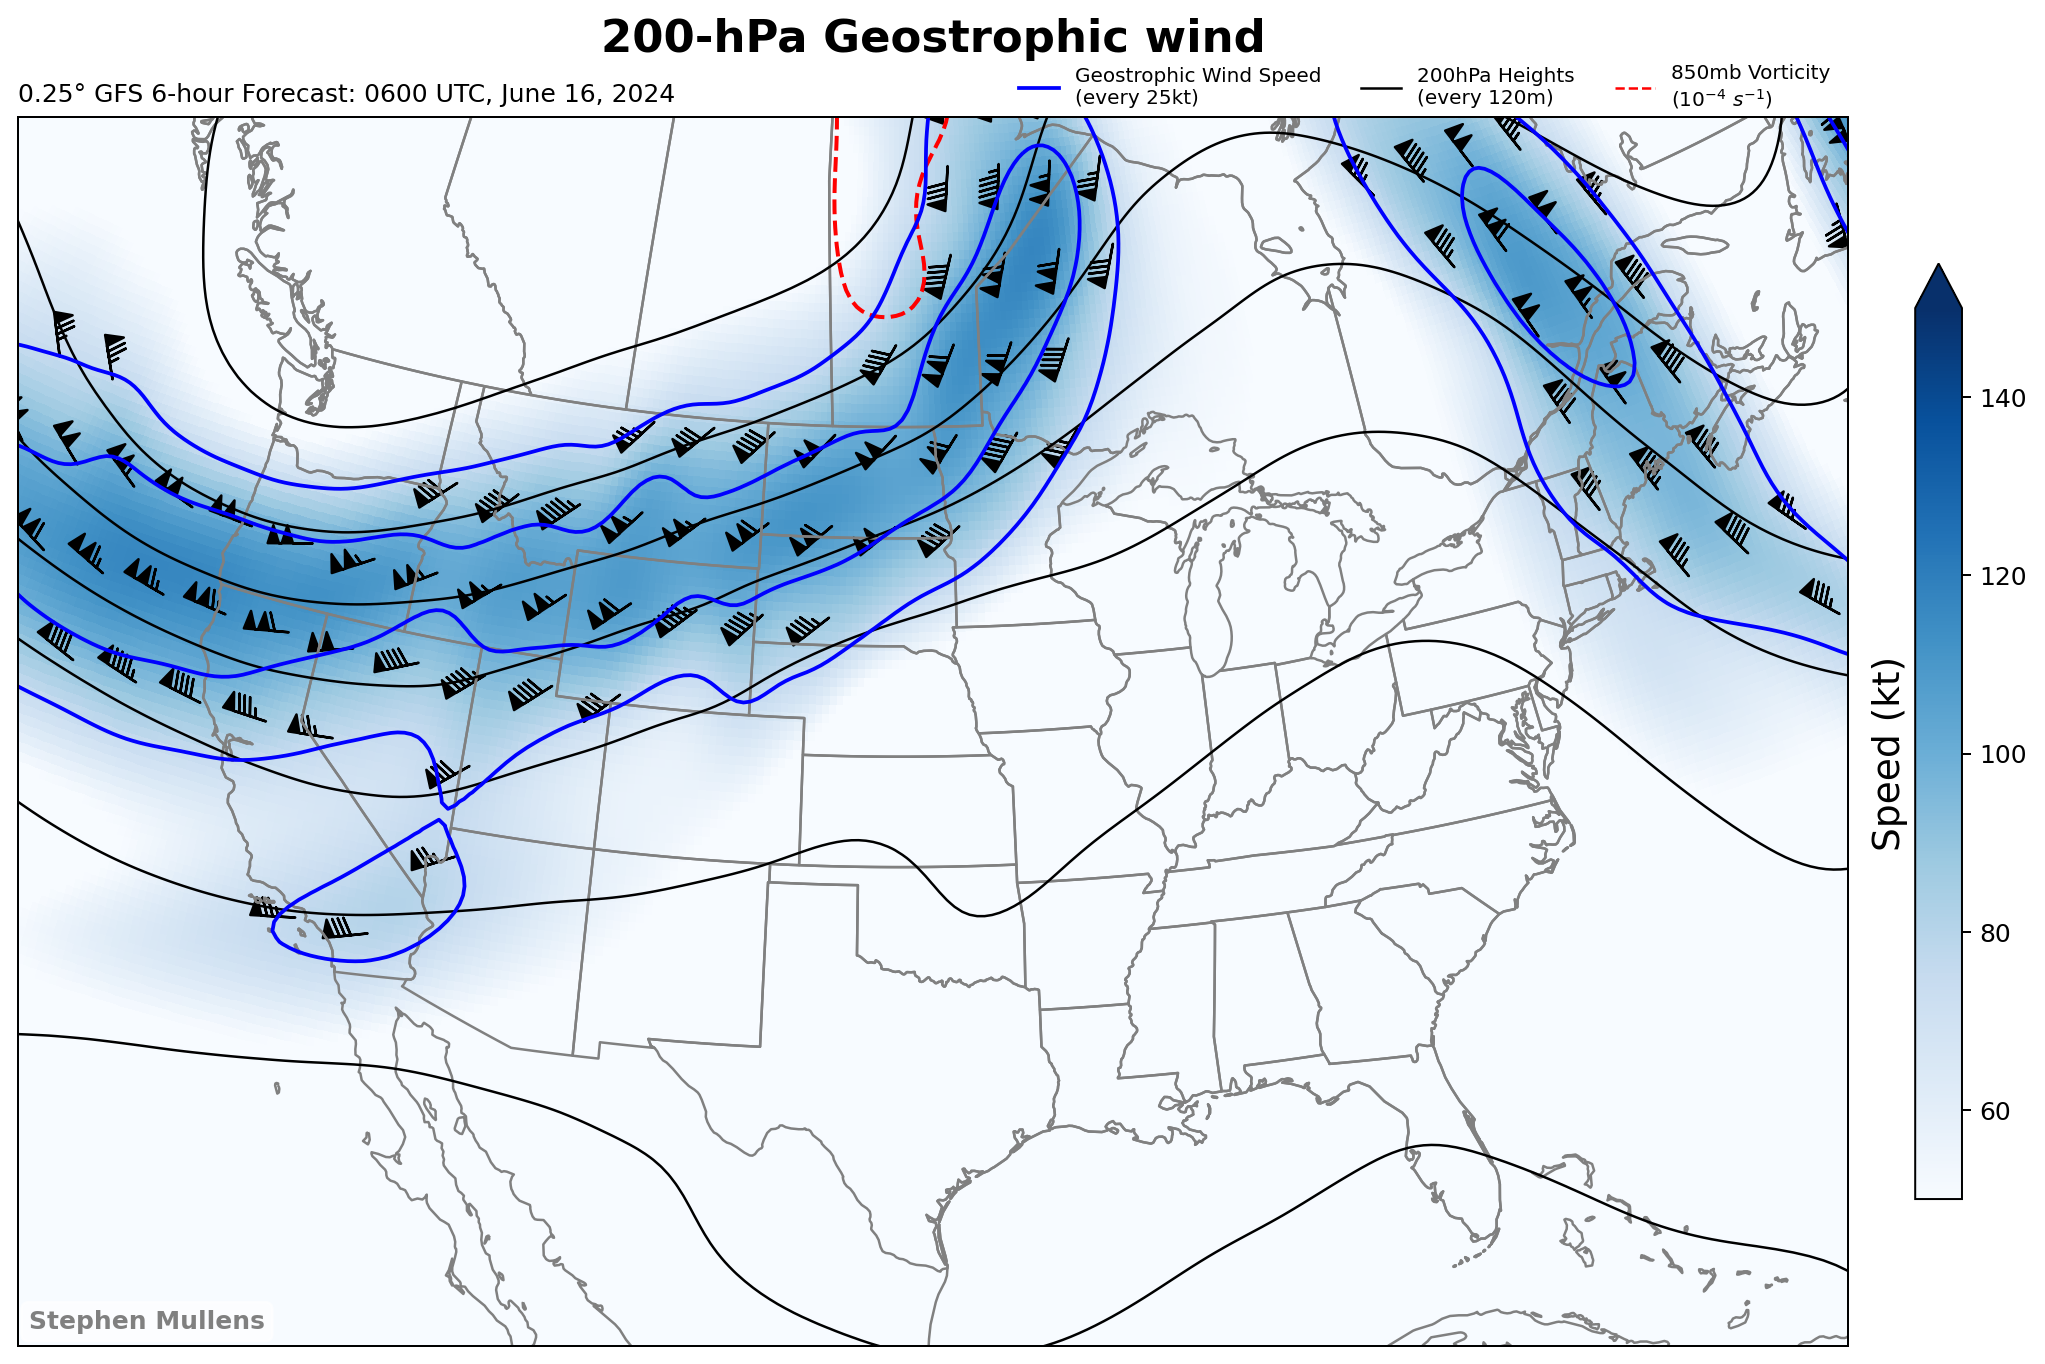 200-hPa Geostrophic wind
0.25° GFS 6-hour Forecast: 0600 UTC, June 16, 2024
Geostrophic Wind Speed
(every 25kt)
200hPa Heights
(every 120m)
850mb Vorticity
(10⁻⁴ s⁻¹)
140
120
100
80
60
Speed (kt)
Stephen Mullens